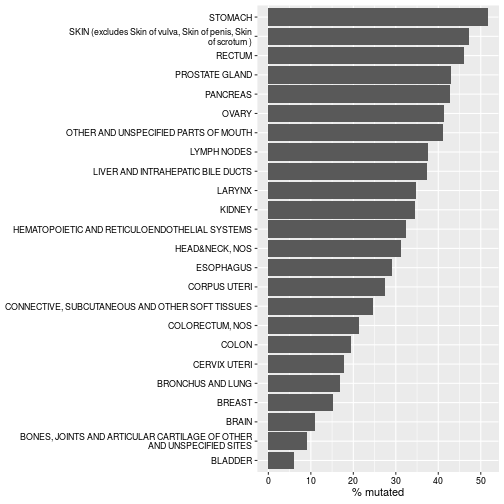 STOMACH
SKIN (excludes Skin of vulva, Skin of penis, Skin
of scrotum )
RECTUM
PROSTATE GLAND
PANCREAS
OVARY
OTHER AND UNSPECIFIED PARTS OF MOUTH
LYMPH NODES
LIVER AND INTRAHEPATIC BILE DUCTS
LARYNX
KIDNEY
HEMATOPOIETIC AND RETICULOENDOTHELIAL SYSTEMS
HEAD&NECK, NOS
ESOPHAGUS
CORPUS UTERI
CONNECTIVE, SUBCUTANEOUS AND OTHER SOFT TISSUES
COLORECTUM, NOS
COLON
CERVIX UTERI
BRONCHUS AND LUNG
BREAST
BRAIN
BONES, JOINTS AND ARTICULAR CARTILAGE OF OTHER
AND UNSPECIFIED SITES
BLADDER
0 10 20 30 40 50
% mutated